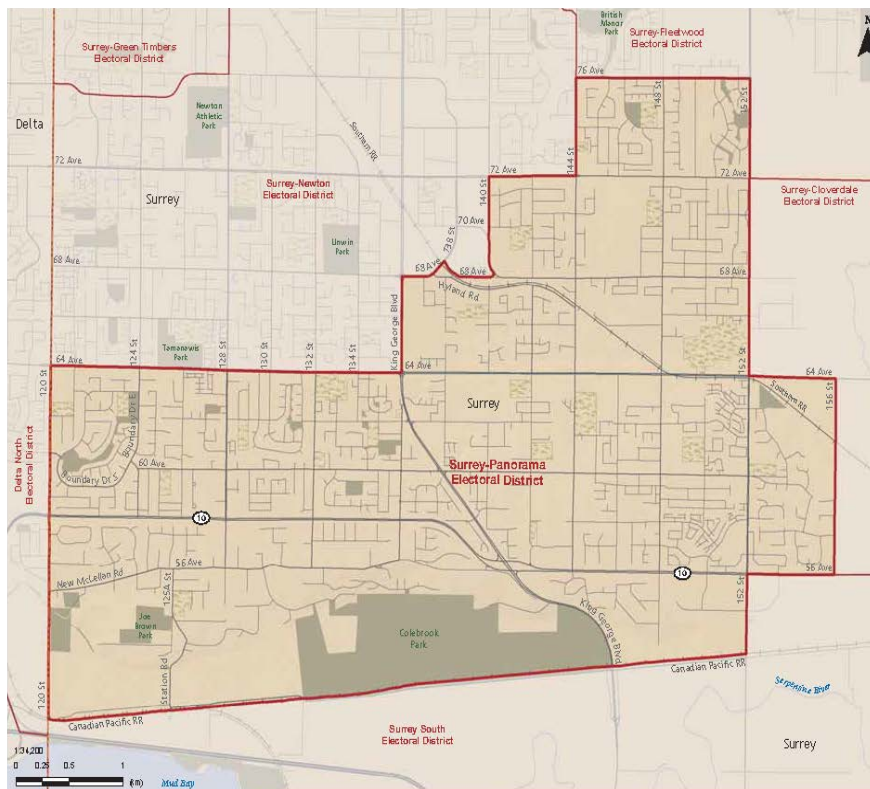 British
Manor
Park
N
Surrey-Green Timbers
Electoral District
Surrey-Fleetwood
Electoral District
76 Ave
148 St
152 St
Newton
Athletic
Park
Delta
Southern RR
144 St
72 Ave
72 Ave
72 Ave
Surrey-Newton
Electoral District
140 St
Surrey-Cloverdale
Electoral District
Surrey
70 Ave
138 St
Unwin
Park
68 Ave
68 Ave
68 Ave
68 Ave
Hyland Rd
King George Blvd
Tamanawis
Park
124 St
128 St
130 St
132 St
134 St
152 St
64 Ave
64 Ave
64 Ave
120 St
Surrey
Southern RR
156 St
Boundary Dr E
Delta North
Electoral District
Surrey-Panorama
Electoral District
60 Ave
Boundary Dr S
10
56 Ave
10
56 Ave
New McLellan Rd
125A St
152 St
King George Blvd
Joe
Brown
Park
Colebrook
Park
Station Rd
Canadian Pacific RR
120 St
Serpentine River
Canadian Pacific RR
Surrey South
Electoral District
Surrey
1:34,200
0 0.25 0.5 1
(km)
Mud Bay